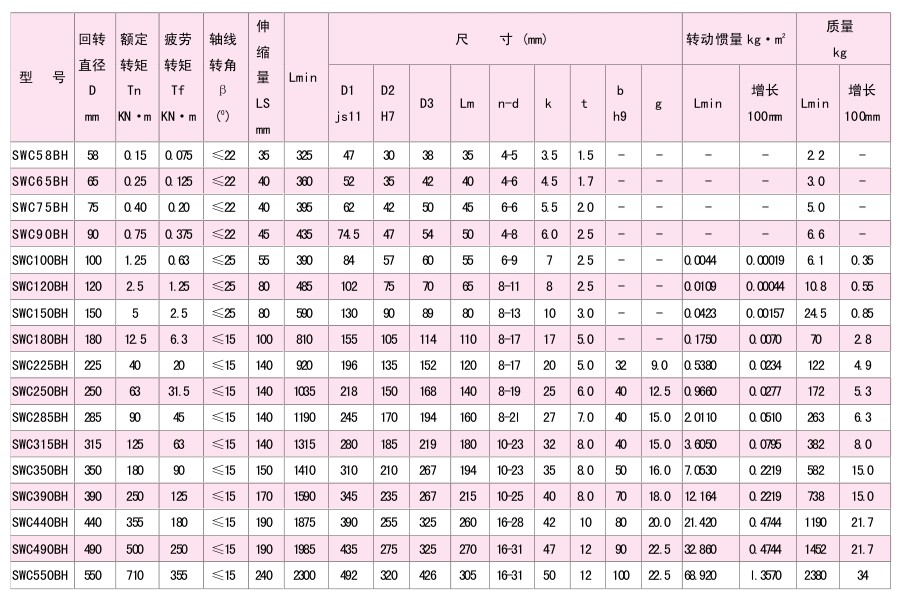 型 号 回转直径 D mm 额定转矩 Tn KN·m 疲劳转矩 Tf KN·m 轴线转角 β (º) 伸缩量 LS mm Lmin 尺 寸 (mm) 转动惯量 kg·m² 质量 kg
D1 js11 D2 H7 D3 Lm n-d k t b h9 g Lmin 增长 100mm Lmin 增长 100mm
SWC58BH 58 0.15 0.075 ≤22 35 325 47 30 38 35 4-5 3.5 1.5 - - - - 2.2 -
SWC65BH 65 0.25 0.125 ≤22 40 360 52 35 42 40 4-6 4.5 1.7 - - - - 3.0 -
SWC75BH 75 0.40 0.20 ≤22 40 395 62 42 50 45 6-6 5.5 2.0 - - - - 5.0 -
SWC90BH 90 0.75 0.375 ≤22 45 435 74.5 47 54 50 4-8 6.0 2.5 - - - - 6.6 -
SWC100BH 100 1.25 0.63 ≤25 55 390 84 57 60 55 6-9 7 2.5 - - 0.0044 0.00019 6.1 0.35
SWC120BH 120 2.5 1.25 ≤25 80 485 102 75 70 65 8-11 8 2.5 - - 0.0109 0.00044 10.8 0.55
SWC150BH 150 5 2.5 ≤25 80 590 130 90 89 80 8-13 10 3.0 - - 0.0423 0.00157 24.5 0.85
SWC180BH 180 12.5 6.3 ≤15 100 810 155 105 114 110 8-17 17 5.0 - - 0.1750 0.0070 70 2.8
SWC225BH 225 40 20 ≤15 140 920 196 135 152 120 8-17 20 5.0 32 9.0 0.5380 0.0234 122 4.9
SWC250BH 250 63 31.5 ≤15 140 1035 218 150 168 140 8-19 25 6.0 40 12.5 0.9660 0.0277 172 5.3
SWC285BH 285 90 45 ≤15 140 1190 245 170 194 160 8-21 27 7.0 40 15.0 2.0110 0.0510 263 6.3
SWC315BH 315 125 63 ≤15 140 1315 280 185 219 180 10-23 32 8.0 40 15.0 3.6050 0.0795 382 8.0
SWC350BH 350 180 90 ≤15 150 1410 310 210 267 194 10-23 35 8.0 50 16.0 7.0530 0.2219 582 15.0
SWC390BH 390 250 125 ≤15 170 1590 345 235 267 215 10-25 40 8.0 70 18.0 12.164 0.2219 738 15.0
SWC440BH 440 355 180 ≤15 190 1875 390 255 325 260 16-28 42 10 80 20.0 21.420 0.4744 1190 21.7
SWC490BH 490 500 250 ≤15 190 1985 435 275 325 270 16-31 47 12 90 22.5 32.860 0.4744 1452 21.7
SWC550BH 550 710 355 ≤15 240 2300 492 320 426 305 16-31 50 12 100 22.5 68.920 1.3570 2380 34